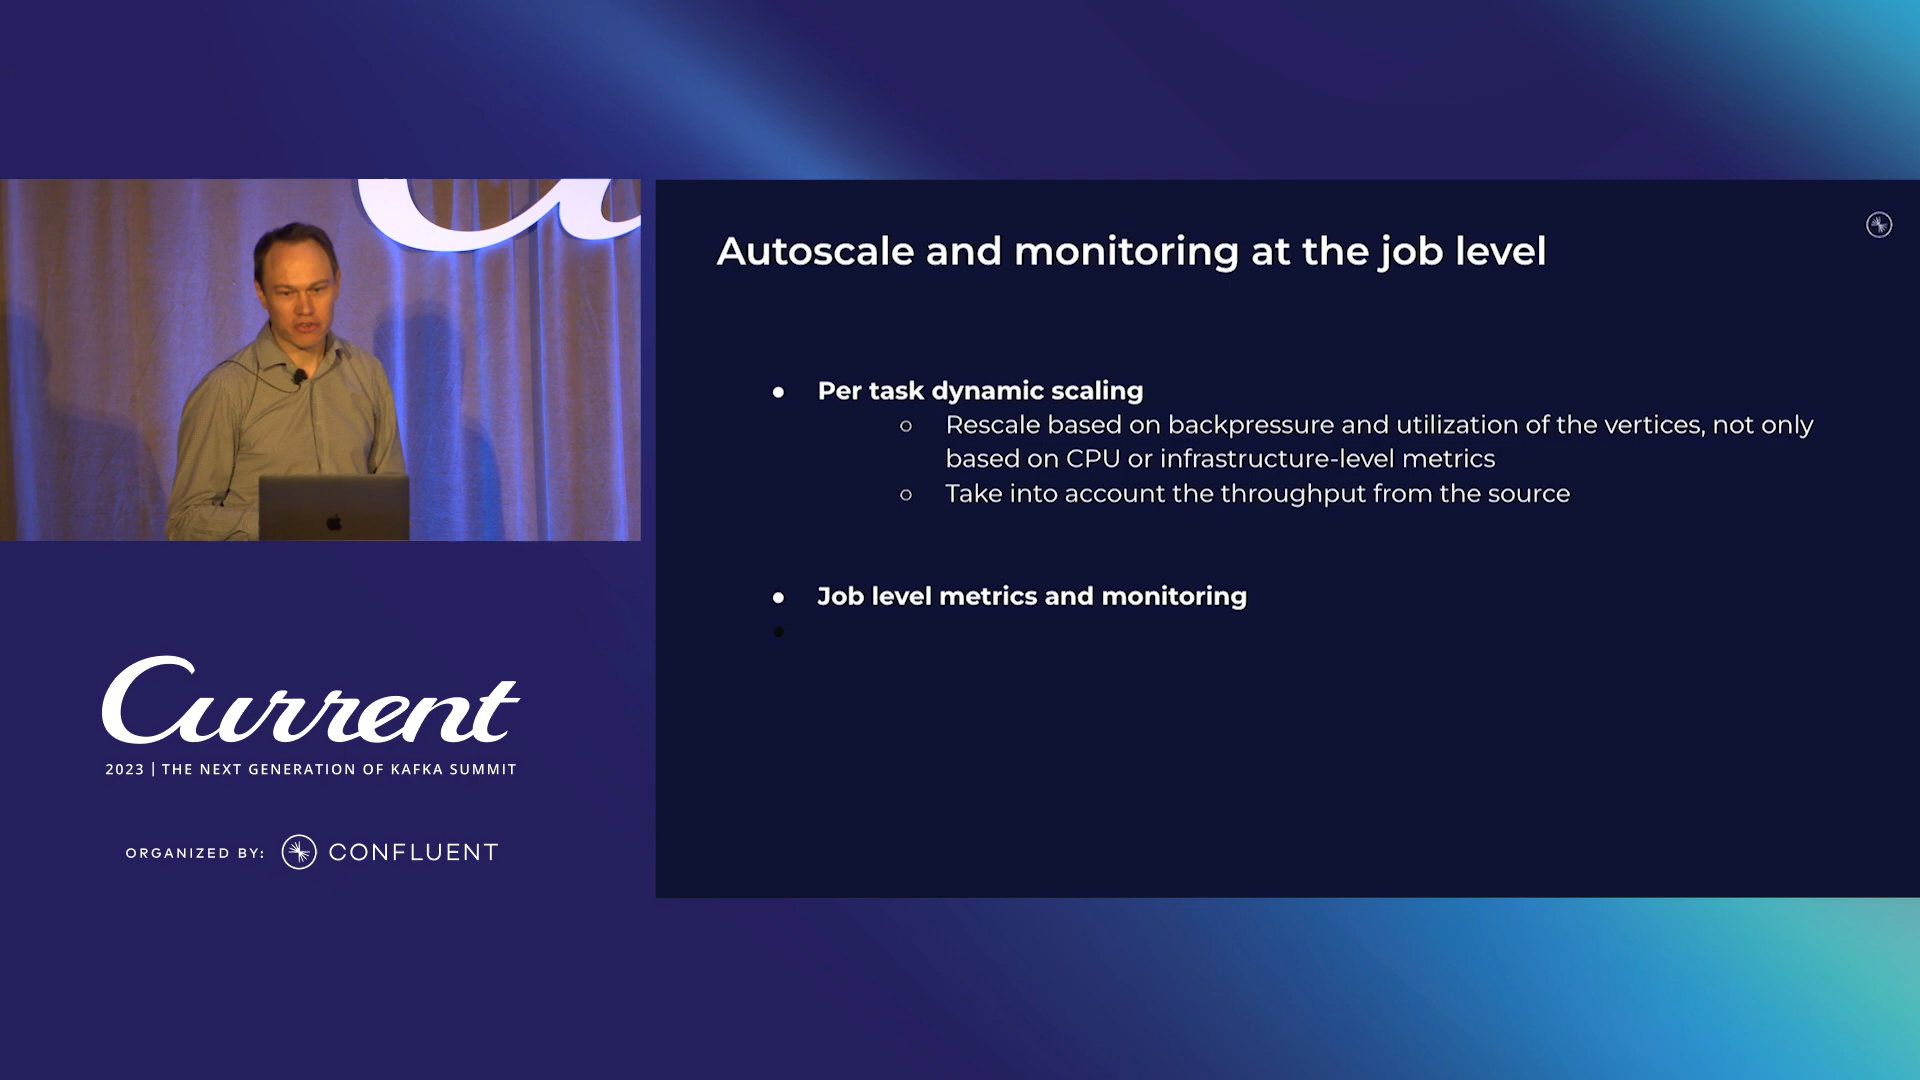 Autoscale and monitoring at the job level
● Per task dynamic scaling
○ Rescale based on backpressure and utilization of the vertices, not only
based on CPU or infrastructure-level metrics
○ Take into account the throughput from the source
● Job level metrics and monitoring
●
Current
2023 | THE NEXT GENERATION OF KAFKA SUMMIT
ORGANIZED BY: CONFLUENT